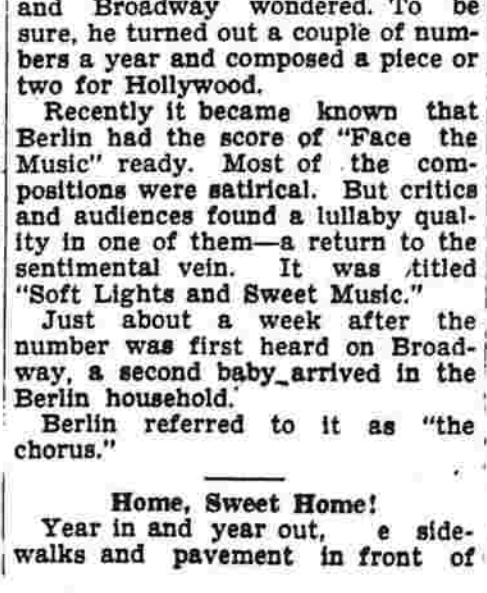 and Broadway wondered. To be
sure, he turned out a couple of num-
bers a year and composed a piece or
two for Hollywood.
Recently it became known that
Berlin had the score of "Face the
Music" ready. Most of the com-
positions were satirical. But critics
and audiences found a lullaby qual-
ity in one of them—a return to the
sentimental vein. It was titled
"Soft Lights and Sweet Music."
Just about a week after the
number was first heard on Broad-
way, a second baby arrived in the
Berlin household.
Berlin referred to it as "the
chorus."
Home, Sweet Home!
Year in and year out, e side-
walks and pavement in front of